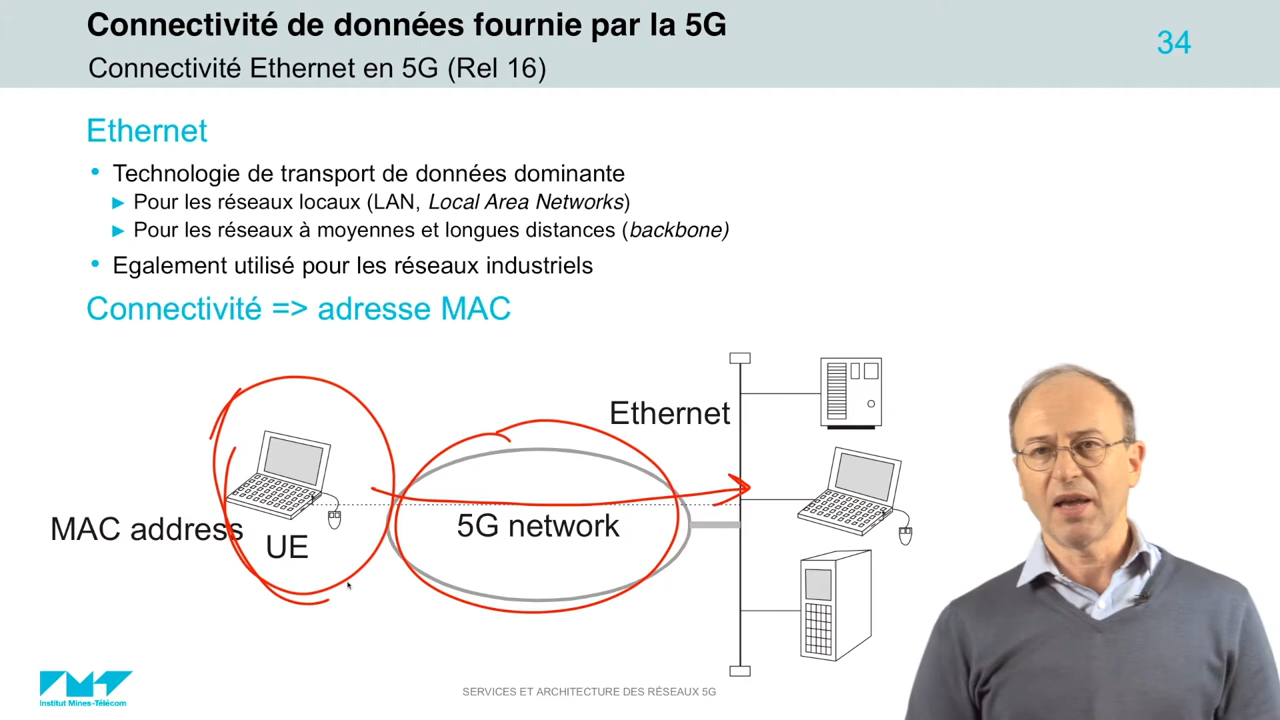 Connectivité de données fournie par la 5G
34
Connectivité Ethernet en 5G (Rel 16)
Ethernet
Technologie de transport de données dominante
Pour les réseaux locaux (LAN, Local Area Networks)
Pour les réseaux à moyennes et longues distances (backbone)
Egalement utilisé pour les réseaux industriels
Connectivité => adresse MAC
Ethernet
MAC address
UE
5G network
Institut Mines-Télécom
SERVICES ET ARCHITECTURE DES RÉSEAUX 5G